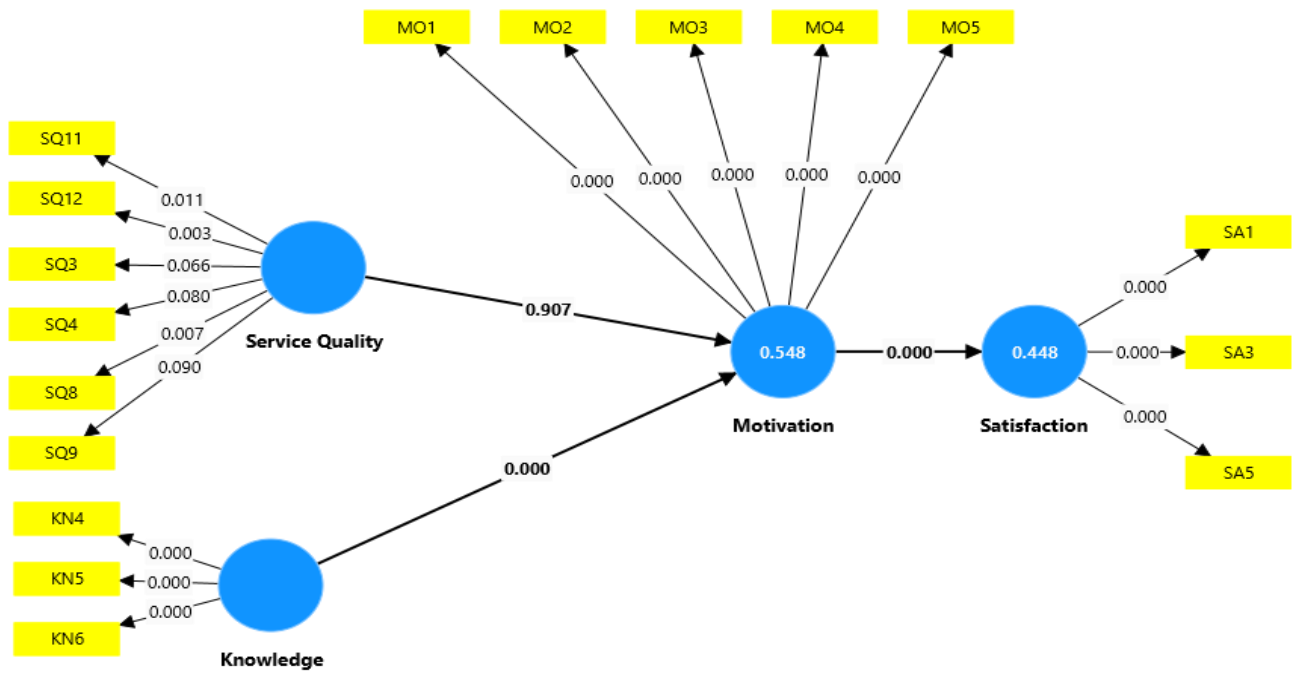 MO1
MO2
MO3
MO4
MO5
SQ11
SQ12
SQ3
SQ4
SQ8
SQ9
0.011
0.003
0.066
0.080
0.007
0.090
Service Quality
0.907
0.000
0.000
0.000
0.000
0.000
0.548
Motivation
0.000
0.448
Satisfaction
0.000
0.000
0.000
SA1
SA3
SA5
KN4
KN5
KN6
0.000
0.000
0.000
Knowledge
0.000